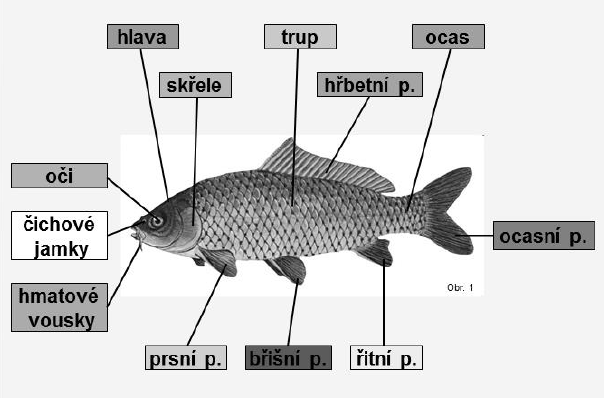 hlava
trup
ocas
skřele
hřbetní p.
oči
čichové
jamky
ocasní p.
hmatové
vousky
Obr. 1
prsní p.
břišní p.
řitní p.